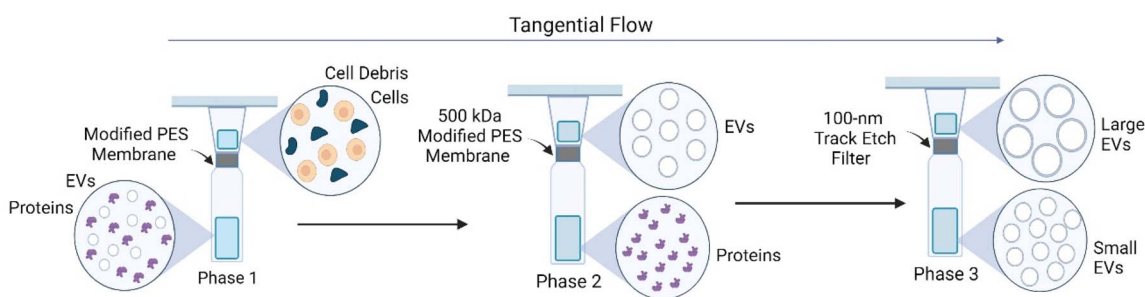 Tangential Flow
Cell Debris
Cells
Modified PES
Membrane
EVs
Proteins
Phase 1
500 kDa
Modified PES
Membrane
EVs
Proteins
Phase 2
100-nm
Track Etch
Filter
Large
EVs
Small
EVs
Phase 3